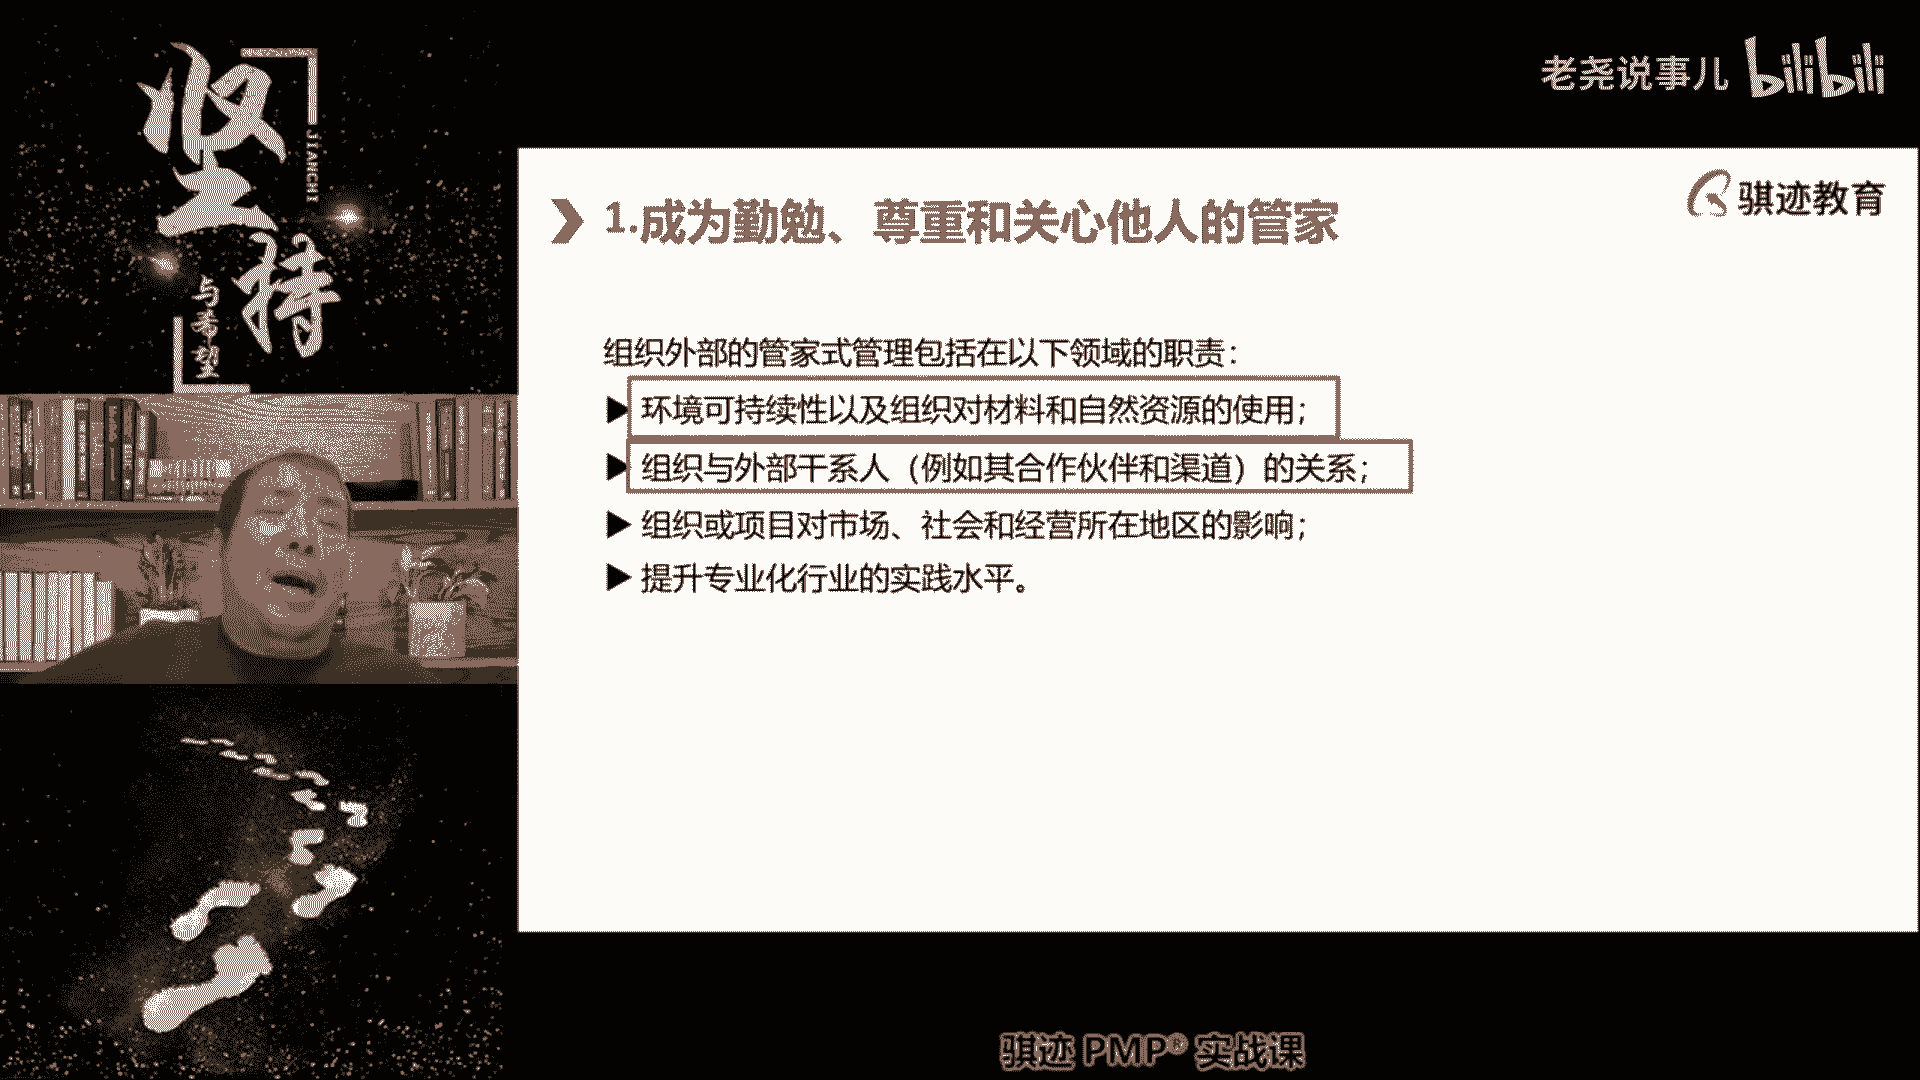 坚持
JIANCHI
与希望
老尧说事儿 bilibili
骐迹教育
1.成为勤勉、尊重和关心他人的管家
组织外部的管家式管理包括在以下领域的职责：
▶环境可持续性以及组织对材料和自然资源的使用；
▶组织与外部干系人（例如其合作伙伴和渠道）的关系；
▶组织或项目对市场、社会和经营所在地区的影响；
▶提升专业化行业的实践水平。
骐迹 PMP® 实战课